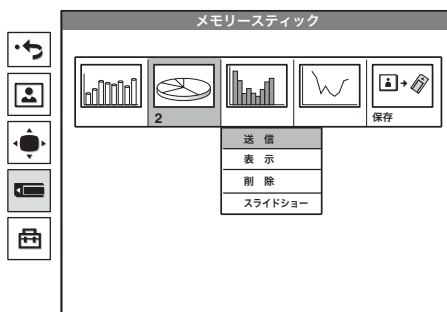 メモリースティック
2
保存
送 信
表 示
削 除
スライドショー